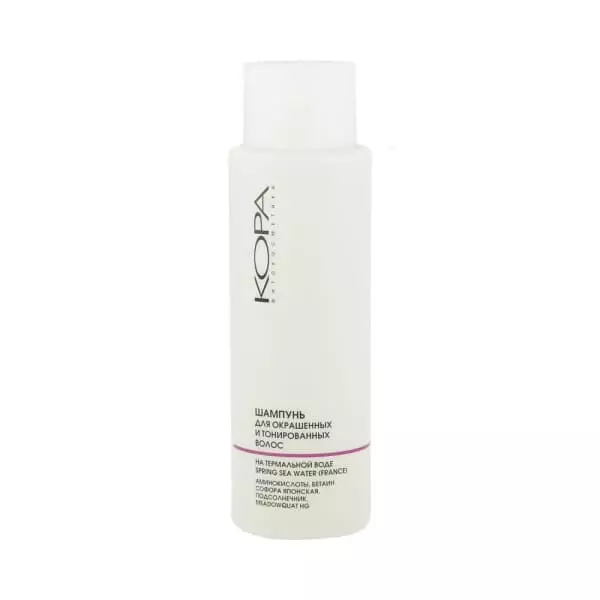 КОРА
фитокосметика
ШАМПУНЬ
ДЛЯ ОКРАШЕННЫХ
И ТОНИРОВАННЫХ
ВОЛОС
НА ТЕРМАЛЬНОЙ ВОДЕ
SPRING SEA WATER (FRANCE)
АМИНОКИСЛОТЫ, БЕТАИН
СОФОРА ЯПОНСКАЯ,
ПОДСОЛНЕЧНИК,
MEADOWQUAT HG